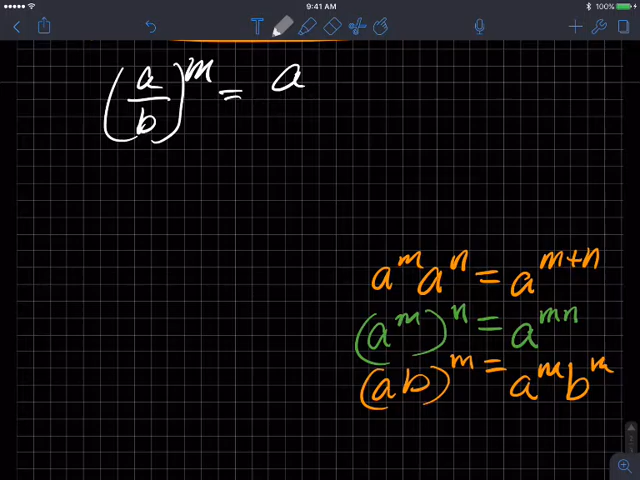 9:41 AM
100%
T
(a/b)^m = a
a^m a^n = a^{m+n}
(a^m)^n = a^{mn}
(ab)^m = a^m b^m